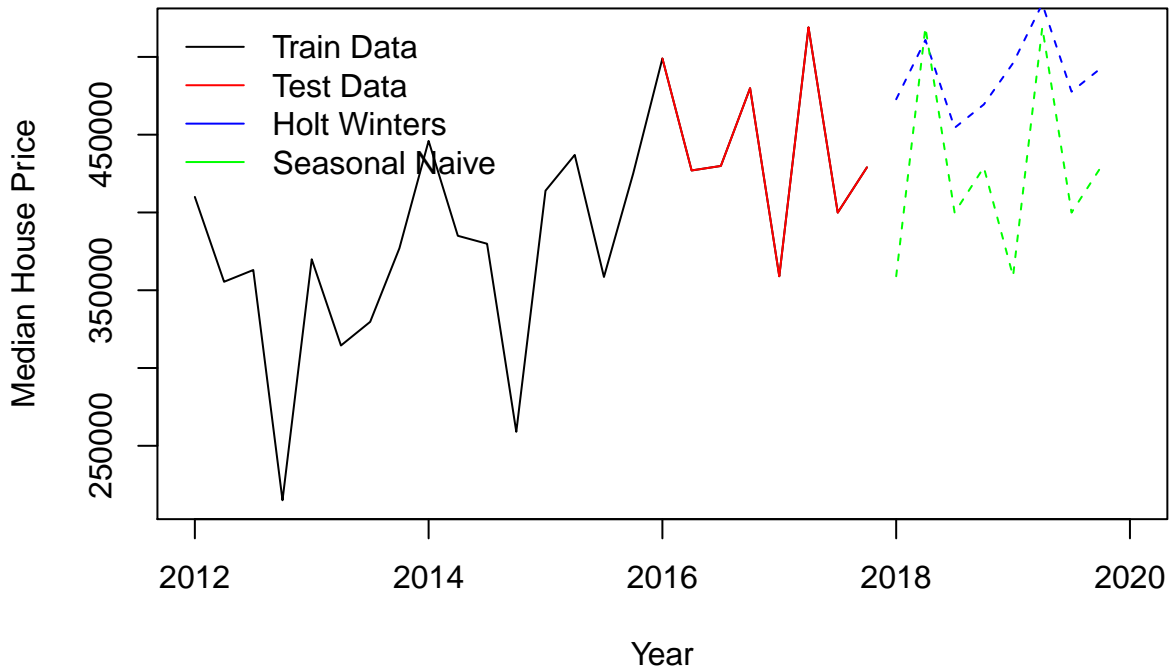 Train Data
Test Data
Holt Winters
Seasonal Naive
Median House Price
450000
350000
250000
2012 2014 2016 2018 2020
Year